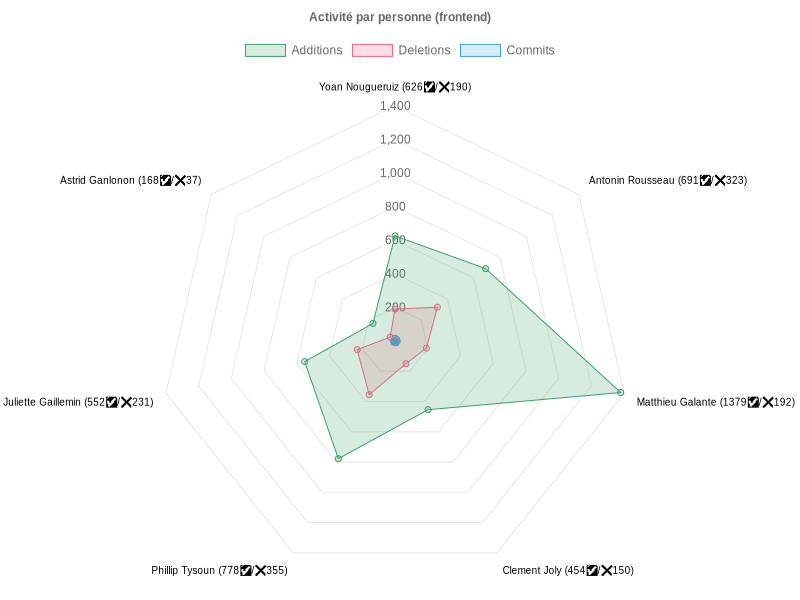 Activité par personne (frontend)
Additions Deletions Commits
Yoan Nougueruiz (626✅/❌190)
1,400
1,200
1,000
800
600
400
200
Astrid Ganlonon (168✅/❌37)
Antonin Rousseau (691✅/❌323)
Juliette Gaillemin (552✅/❌231)
Matthieu Galante (1379✅/❌192)
Phillip Tysoun (778✅/❌355)
Clement Joly (454✅/❌150)